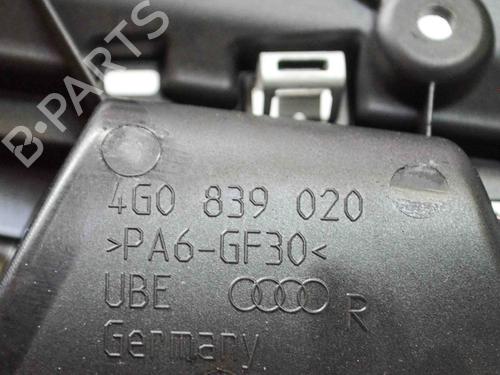 B-PARTS
4G0 839 020
>PA6-GF30<
UBE
R
Germany